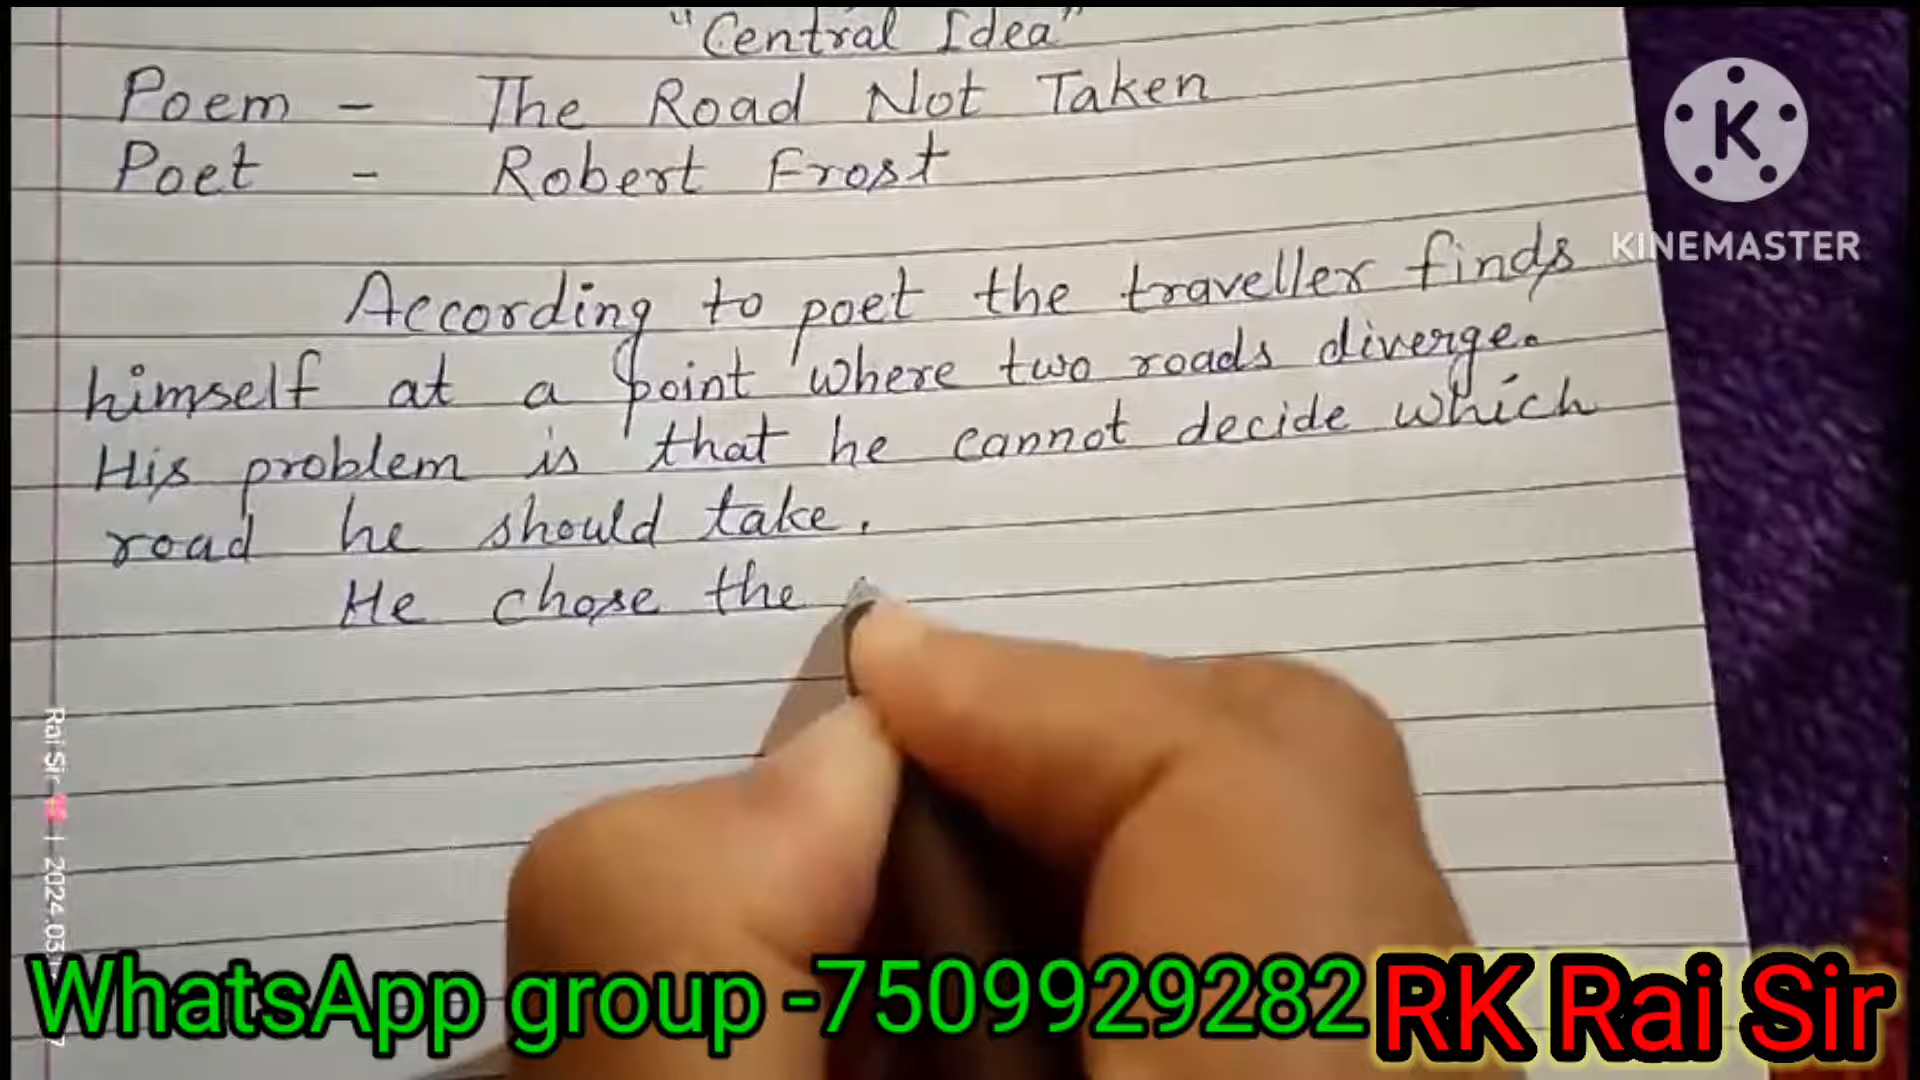 "Central Idea"
Poem - The Road Not Taken
Poet - Robert Frost
According to poet the traveller finds
himself at a point where two roads diverge.
His problem is that he cannot decide which
road he should take.
He chose the
K
KINEMASTER
Rai Sir | 2024.03
WhatsApp group -7509929282 RK Rai Sir